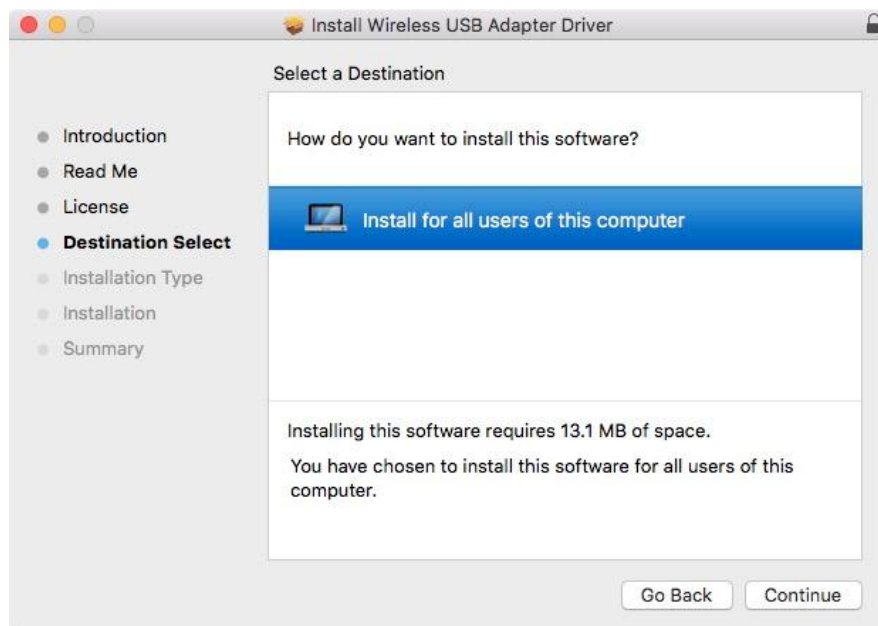 Install Wireless USB Adapter Driver
Select a Destination
Introduction
Read Me
License
Destination Select
Installation Type
Installation
Summary
How do you want to install this software?
Install for all users of this computer
Installing this software requires 13.1 MB of space.
You have chosen to install this software for all users of this
computer.
Go Back
Continue